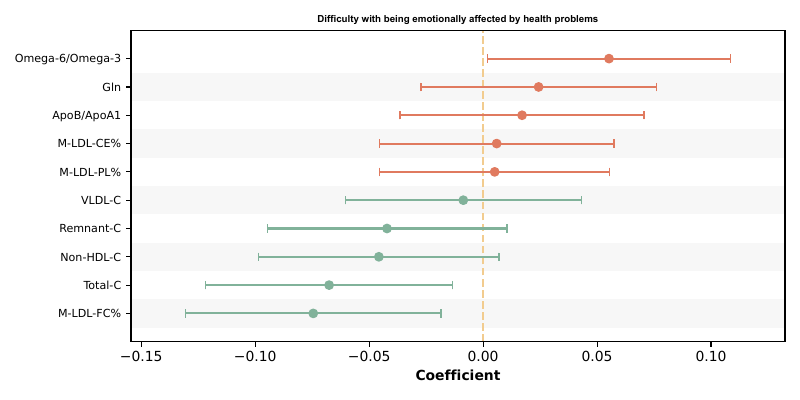 Difficulty with being emotionally affected by health problems
Omega-6/Omega-3
Gln
ApoB/ApoA1
M-LDL-CE%
M-LDL-PL%
VLDL-C
Remnant-C
Non-HDL-C
Total-C
M-LDL-FC%
−0.15 −0.10 −0.05 0.00 0.05 0.10
Coefficient